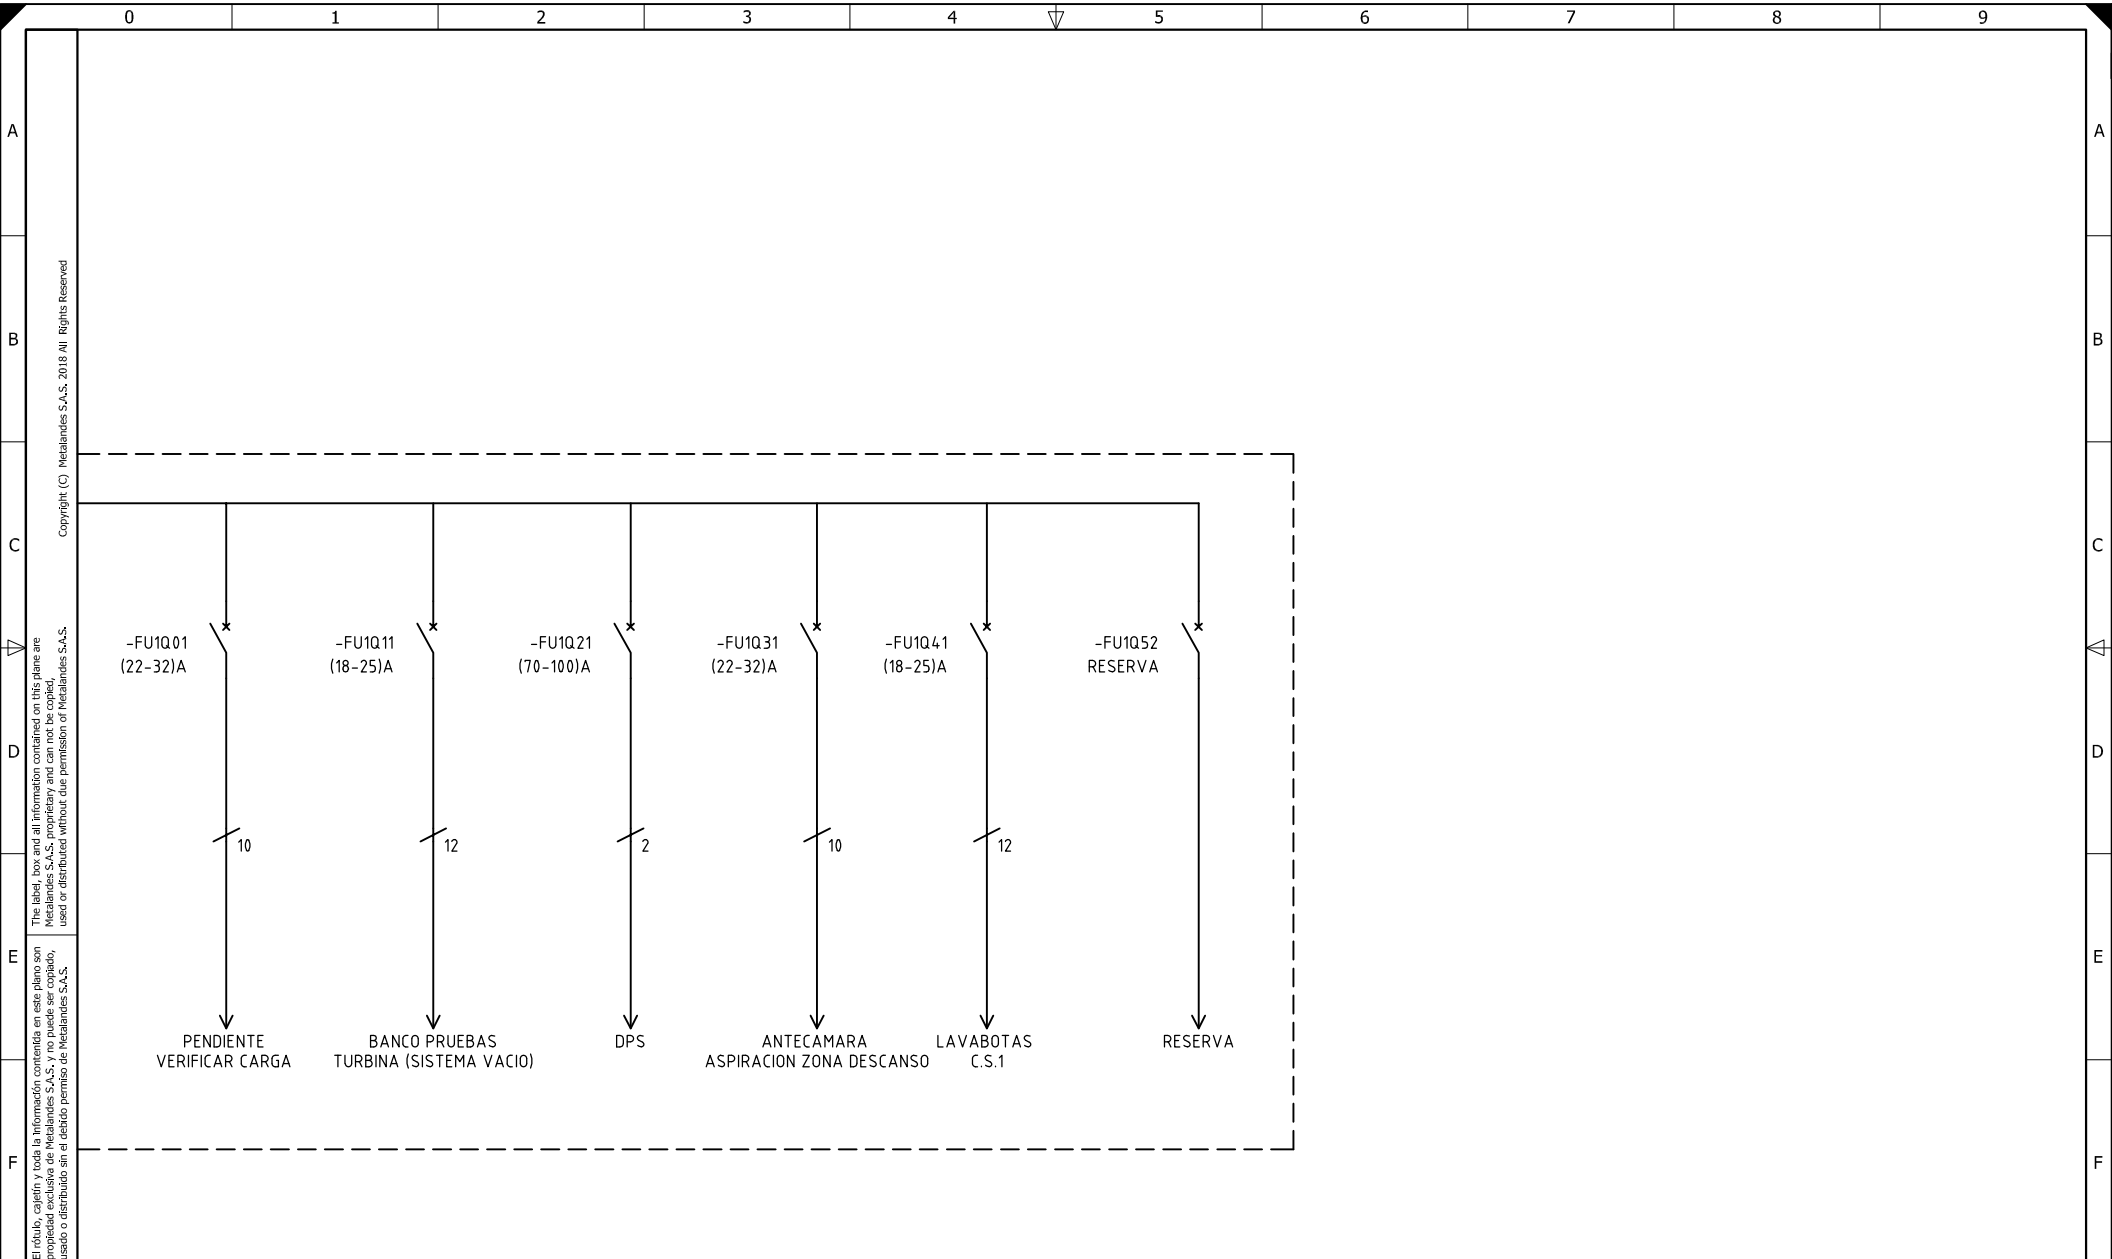 0 1 2 3 4 5 6 7 8 9
A A
B B
C C
D D
E E
F F
Copyright (C) Metalandes S.A.S. 2018 All Rights Reserved
The label, box and all information contained on this plane are
Metalandes S.A.S. proprietary and can not be copied,
used or distributed without due permission of Metalandes S.A.S.
El rótulo, cajetín y toda la información contenida en este plano son
propiedad exclusiva de Metalandes S.A.S. y no puede ser copiado,
usado o distribuido sin el debido permiso de Metalandes S.A.S.
-FU1Q01
(22-32)A
10
PENDIENTE
VERIFICAR CARGA
-FU1Q11
(18-25)A
12
BANCO PRUEBAS
TURBINA (SISTEMA VACIO)
-FU1Q21
(70-100)A
2
DPS
-FU1Q31
(22-32)A
10
ANTECAMARA
ASPIRACION ZONA DESCANSO
-FU1Q41
(18-25)A
12
LAVABOTAS
C.S.1
-FU1Q52
RESERVA
RESERVA